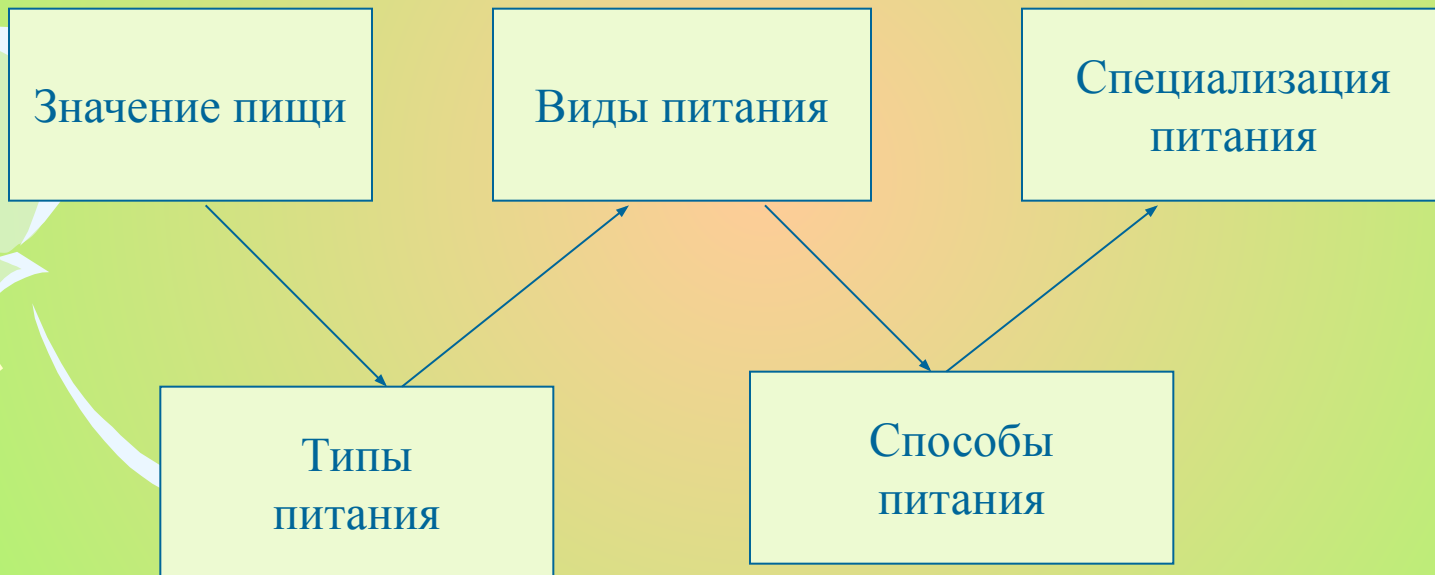 Значение пищи
Виды питания
Специализация
питания
Типы
питания
Способы
питания